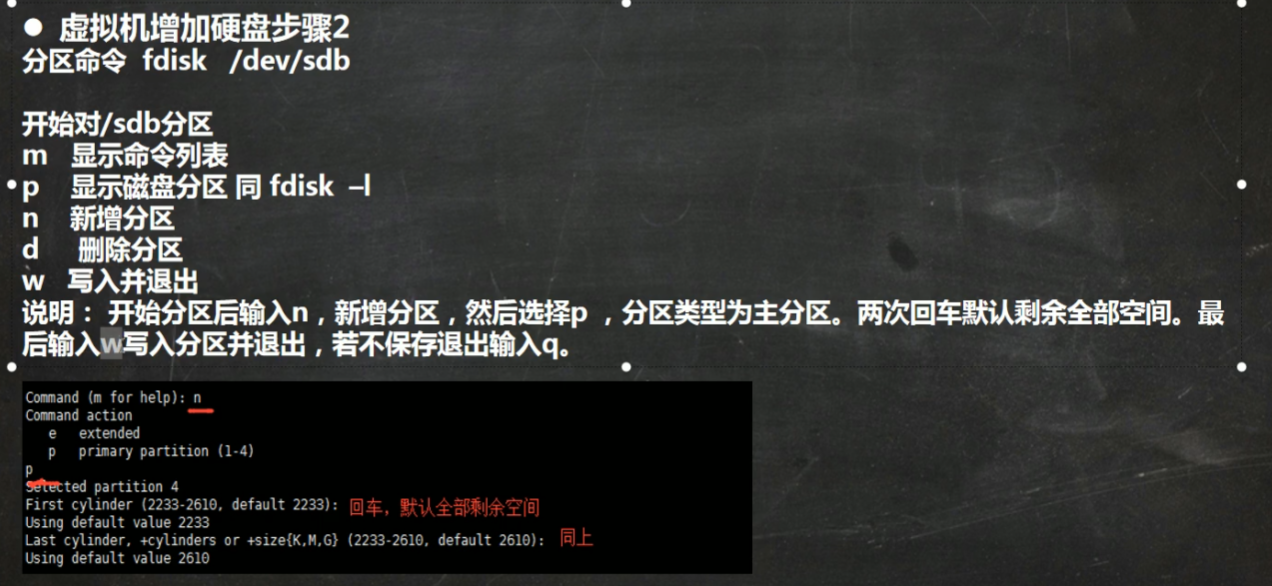 ● 虚拟机增加硬盘步骤2
分区命令 fdisk /dev/sdb
开始对/sdb分区
m 显示命令列表
p 显示磁盘分区 同 fdisk –l
n 新增分区
d 删除分区
w 写入并退出
说明： 开始分区后输入n，新增分区，然后选择p ，分区类型为主分区。两次回车默认剩余全部空间。最
后输入w写入分区并退出，若不保存退出输入q。
Command (m for help): n
Command action
e extended
p primary partition (1-4)
p
Selected partition 4
First cylinder (2233-2610, default 2233): 回车，默认全部剩余空间
Using default value 2233
Last cylinder, +cylinders or +size{K,M,G} (2233-2610, default 2610): 同上
Using default value 2610